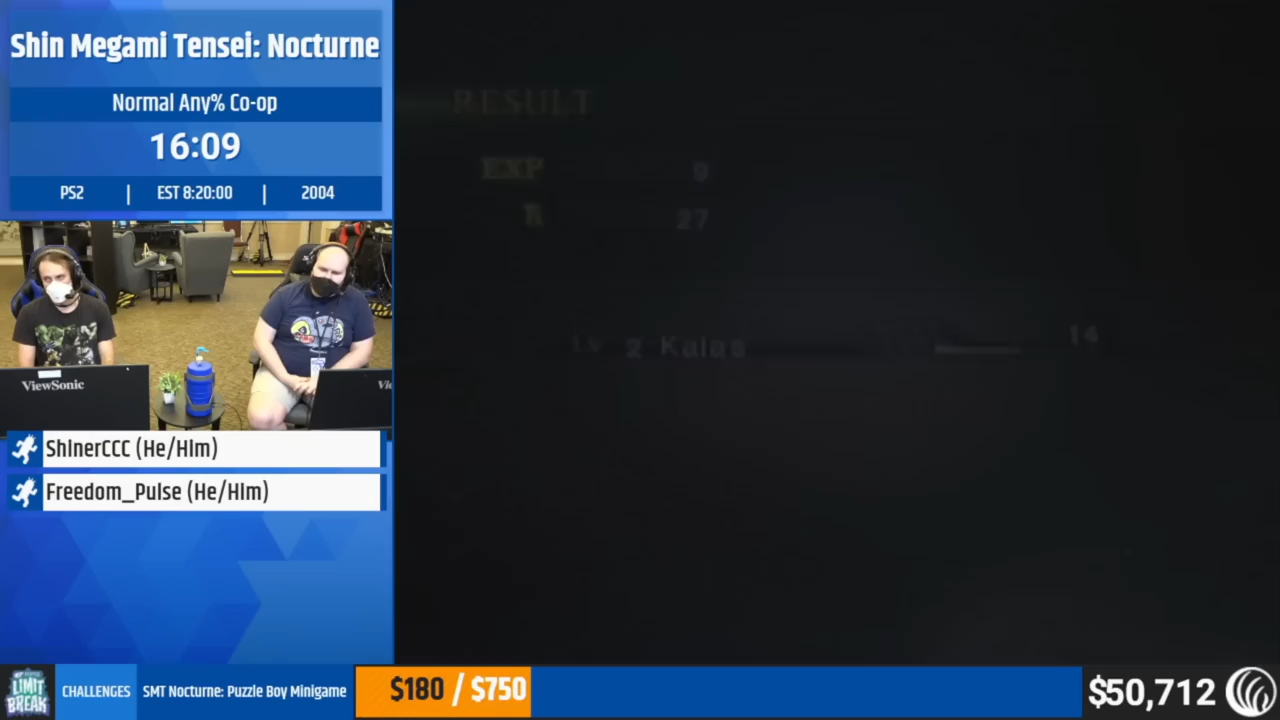 Shin Megami Tensei: Nocturne
Normal Any% Co-op
16:09
PS2 | EST 8:20:00 | 2004
RESULT
EXP 9
27
Lv 2 Kalas 14
ViewSonic
ShinerCCC (He/Him)
Freedom_Pulse (He/Him)
LIMIT BREAK
CHALLENGES
SMT Nocturne: Puzzle Boy Minigame
$180 / $750
$50,712